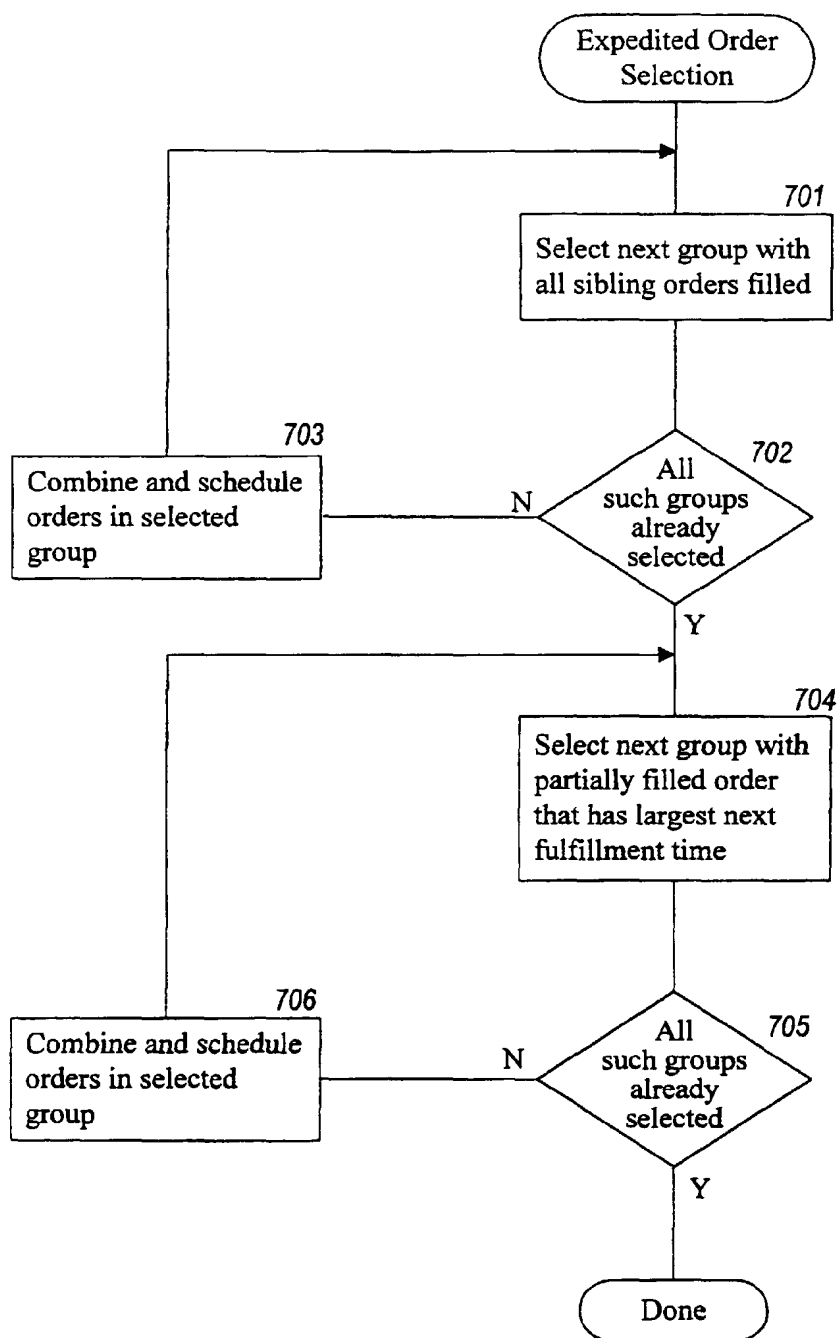 Expedited Order
Selection
701
Select next group with
all sibling orders filled
703
Combine and schedule
orders in selected
group
N
702
All
such groups
already
selected
Y
704
Select next group with
partially filled order
that has largest next
fulfillment time
706
Combine and schedule
orders in selected
group
N
705
All
such groups
already
selected
Y
Done